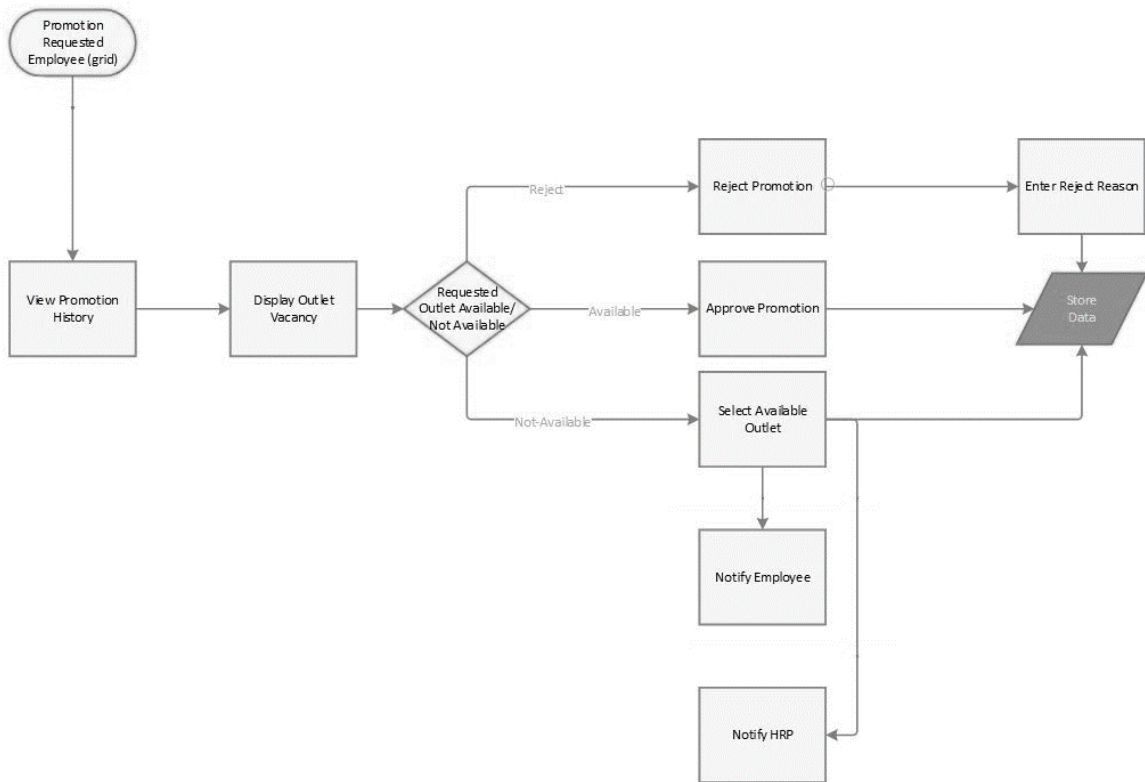 Promotion
Requested
Employee (grid)
Reject
Reject Promotion
Enter Reject Reason
View Promotion
History
Display Outlet
Vacancy
Requested
Outlet Available/
Not Available
Available
Approve Promotion
Store
Data
Not-Available
Select Available
Outlet
Notify Employee
Notify HRP